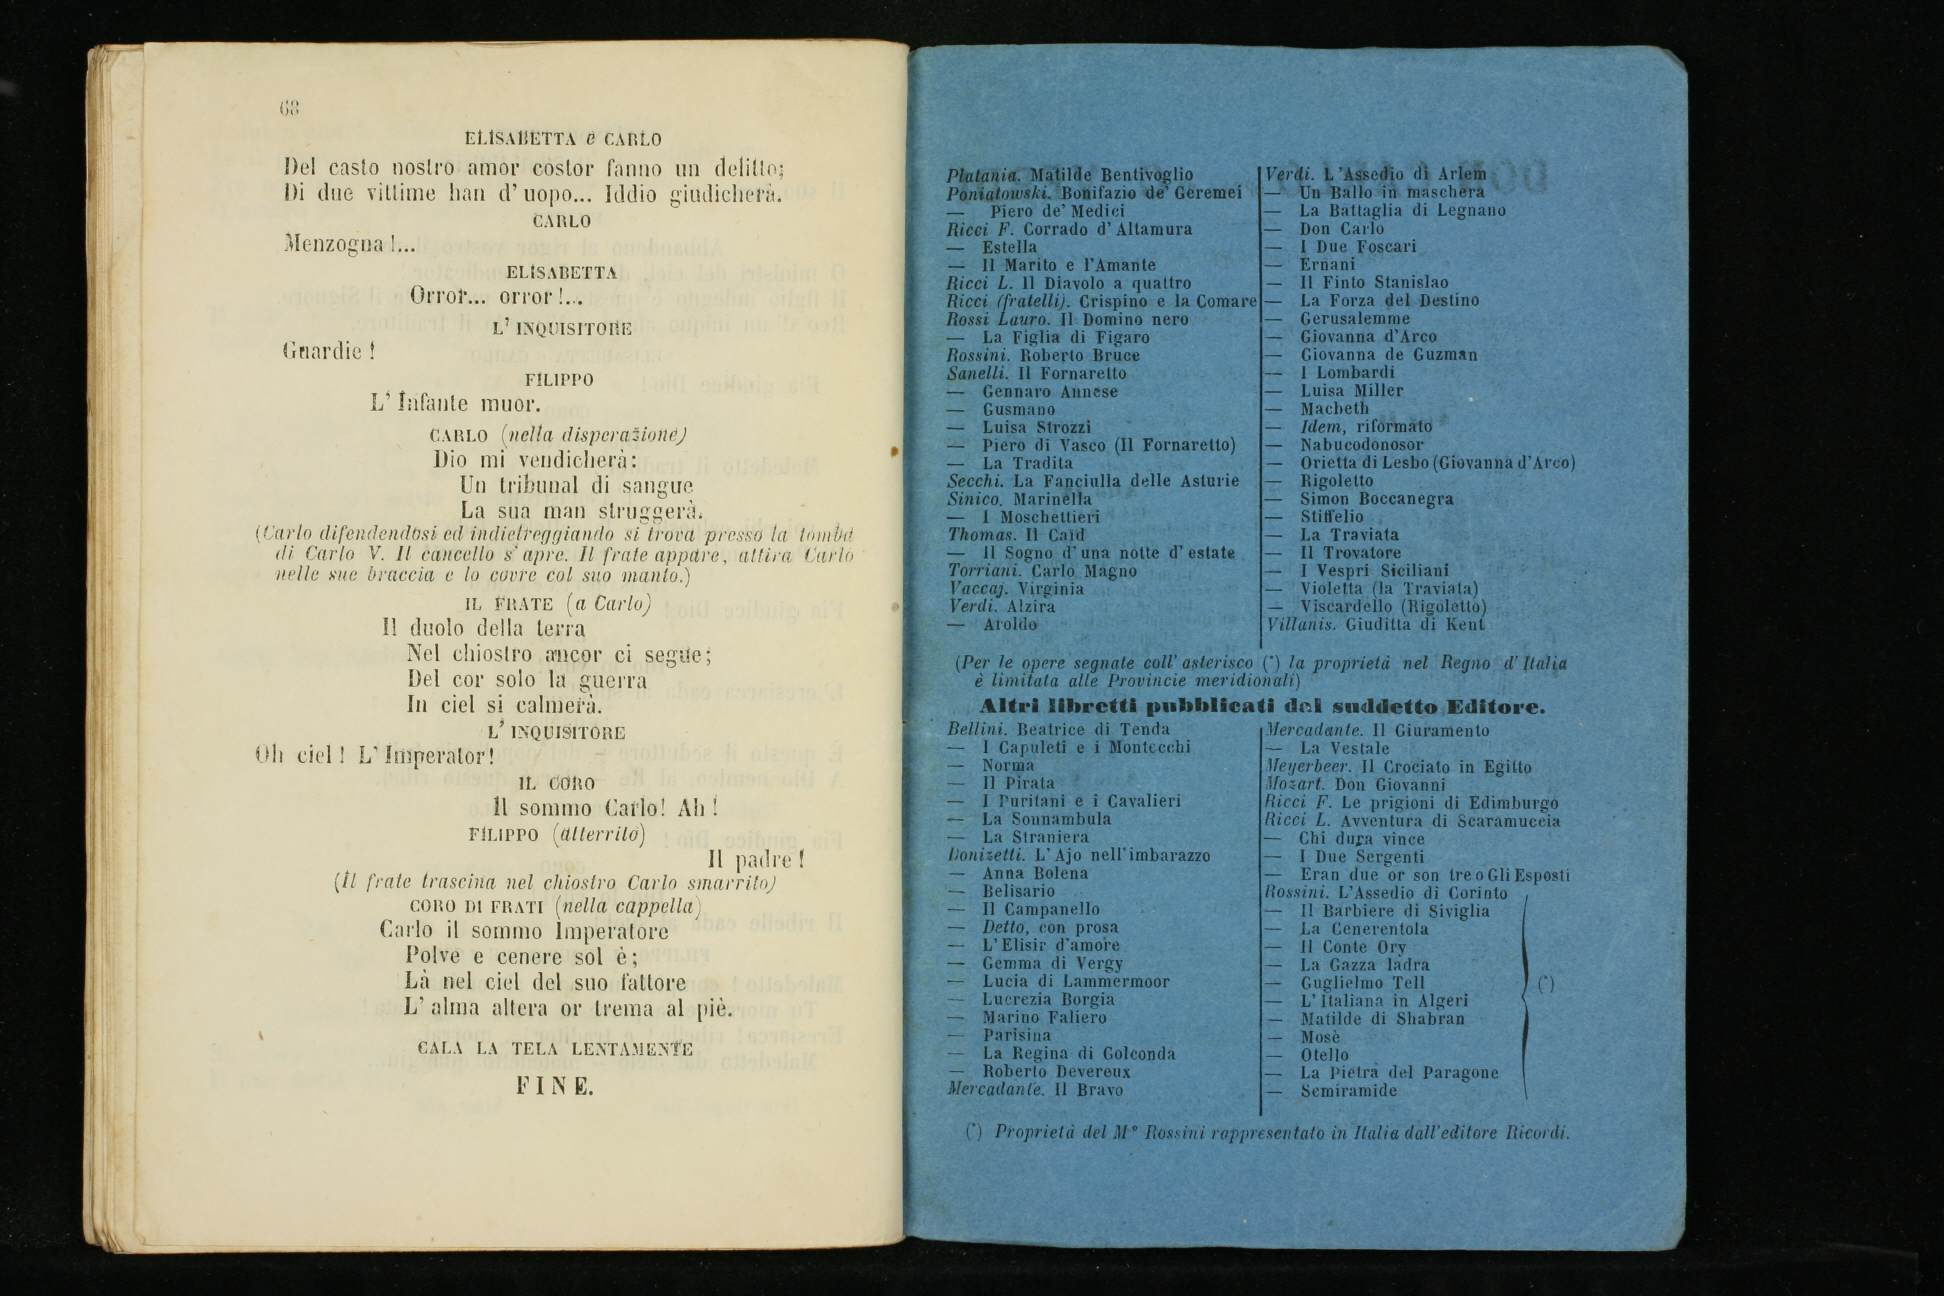 68
ELISABETTA e CARLO
Del casto nostro amor costor fanno un delitto;
Di due vittime han d' uopo... Iddio giudicherà.
CARLO
Menzogna!...
ELISABETTA
Orror... orror!...
L' INQUISITORE
Guardie!
FILIPPO
L' Infante muor.
CARLO (nella disperazione)
Dio mi vendicherà:
Un tribunal di sangue
La sua man struggerà.
(Carlo difendendosi ed indietreggiando si trova presso la tomba
di Carlo V. Il cancello s' apre. Il frate appare, attira Carlo
nelle sue braccia e lo covre col suo manto.)
IL FRATE (a Carlo)
Il duolo della terra
Nel chiostro ancor ci segue;
Del cor solo la guerra
In ciel si calmerà.
L' INQUISITORE
Oh ciel! L' Imperator!
IL CORO
Il sommo Carlo! Ah!
FILIPPO (atterrito)
Il padre!
(Il frate trascina nel chiostro Carlo smarrito)
CORO DI FRATI (nella cappella)
Carlo il sommo Imperatore
Polve e cenere sol è;
Là nel ciel del suo fattore
L' alma altera or trema al piè.
CALA LA TELA LENTAMENTE
FINE.
Platania. Matilde Bentivoglio
Poniatowski. Bonifazio de' Geremei
— Piero de' Medici
Ricci F. Corrado d' Altamura
— Estella
— Il Marito e l'Amante
Ricci L. Il Diavolo a quattro
Ricci (fratelli). Crispino e la Comare
Rossi Lauro. Il Domino nero
— La Figlia di Figaro
Rossini. Roberto Bruce
Sanelli. Il Fornaretto
— Gennaro Annese
— Gusmano
— Luisa Strozzi
— Piero di Vasco (Il Fornaretto)
— La Tradita
Secchi. La Fanciulla delle Asturie
Sinico. Marinella
— I Moschettieri
Thomas. Il Caïd
— Il Sogno d' una notte d' estate
Torriani. Carlo Magno
Vaccaj. Virginia
Verdi. Alzira
— Aroldo
Verdi. L'Assedio di Arlem
— Un Ballo in maschera
— La Battaglia di Legnano
— Don Carlo
— I Due Foscari
— Ernani
— Il Finto Stanislao
— La Forza del Destino
— Gerusalemme
— Giovanna d'Arco
— Giovanna de Guzman
— I Lombardi
— Luisa Miller
— Macbeth
— Idem, riformato
— Nabucodonosor
— Orietta di Lesbo (Giovanna d'Arco)
— Rigoletto
— Simon Boccanegra
— Stiffelio
— La Traviata
— Il Trovatore
— I Vespri Siciliani
— Violetta (la Traviata)
— Viscardello (Rigoletto)
Villanis. Giuditta di Kent
(Per le opere segnate coll' asterisco (*) la proprietà nel Regno d' Italia
è limitata alle Provincie meridionali)
Altri libretti pubblicati dal suddetto Editore.
Bellini. Beatrice di Tenda
— I Capuleti e i Montecchi
— Norma
— Il Pirata
— I Puritani e i Cavalieri
— La Sonnambula
— La Straniera
Donizetti. L' Ajo nell' imbarazzo
— Anna Bolena
— Belisario
— Il Campanello
— Detto, con prosa
— L' Elisir d'amore
— Gemma di Vergy
— Lucia di Lammermoor
— Lucrezia Borgia
— Marino Faliero
— Parisina
— La Regina di Golconda
— Roberto Devereux
Mercadante. Il Bravo
Mercadante. Il Giuramento
— La Vestale
Meyerbeer. Il Crociato in Egitto
Mozart. Don Giovanni
Ricci F. Le prigioni di Edimburgo
Ricci L. Avventura di Scaramuccia
— Chi dura vince
— I Due Sergenti
— Eran due or son tre o Gli Esposti
Rossini. L'Assedio di Corinto
— Il Barbiere di Siviglia
— La Cenerentola
— Il Conte Ory
— La Gazza ladra
— Guglielmo Tell (*)
— L' Italiana in Algeri
— Matilde di Shabran
— Mosè
— Otello
— La Pietra del Paragone
— Semiramide
(*) Proprietà del M° Rossini rappresentato in Italia dall'editore Ricordi.